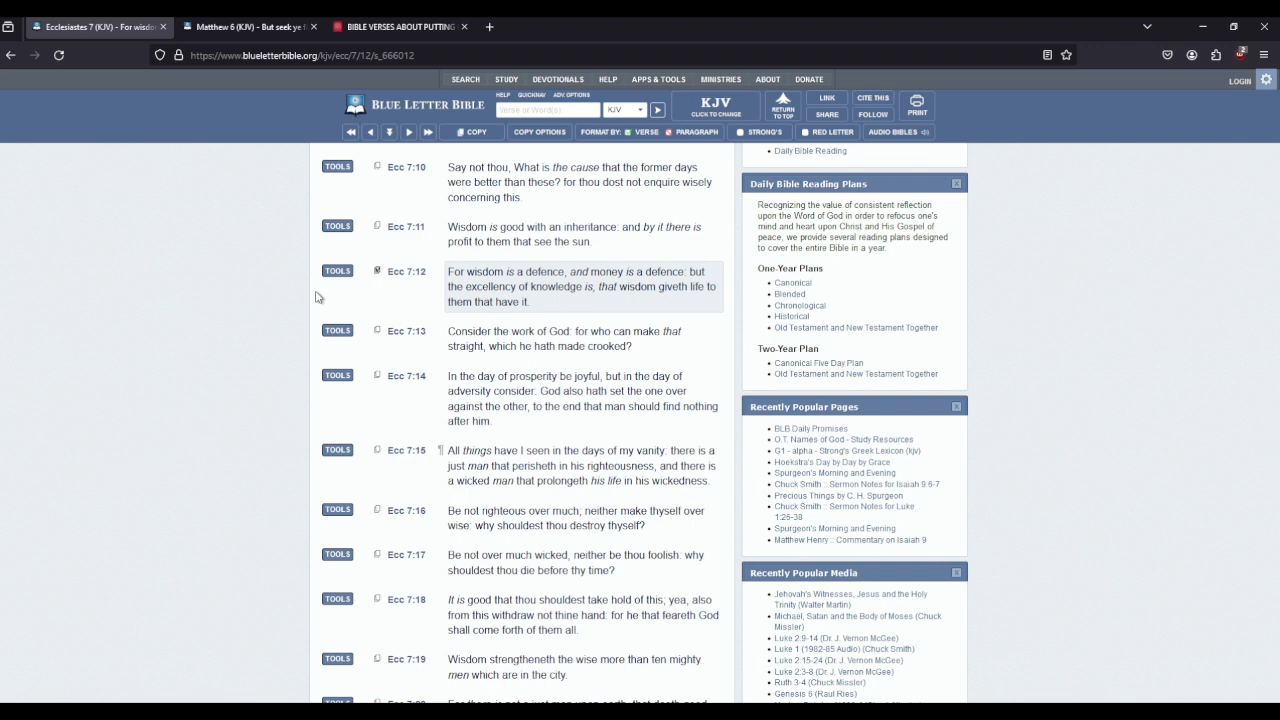 Ecclesiastes 7 (KJV) - For wisdo
Matthew 6 (KJV) - But seek ye f
BIBLE VERSES ABOUT PUTTING
https://www.blueletterbible.org/kjv/ecc/7/12/s_666012
2
SEARCH STUDY DEVOTIONALS HELP APPS & TOOLS MINISTRIES ABOUT DONATE
LOGIN
BLUE LETTER BIBLE
HELP QUICKNAV ADV. OPTIONS
Verse or Word(s)
KJV
KJV
CLICK TO CHANGE
RETURN
TO TOP
LINK
CITE THIS
SHARE
FOLLOW
PRINT
COPY
COPY OPTIONS
FORMAT BY: VERSE PARAGRAPH
STRONG'S
RED LETTER
AUDIO BIBLES
TOOLS Ecc 7:10 Say not thou, What is the cause that the former days
were better than these? for thou dost not enquire wisely
concerning this.
TOOLS Ecc 7:11 Wisdom is good with an inheritance: and by it there is
profit to them that see the sun.
TOOLS Ecc 7:12 For wisdom is a defence, and money is a defence: but
the excellency of knowledge is, that wisdom giveth life to
them that have it.
TOOLS Ecc 7:13 Consider the work of God: for who can make that
straight, which he hath made crooked?
TOOLS Ecc 7:14 In the day of prosperity be joyful, but in the day of
adversity consider: God also hath set the one over
against the other, to the end that man should find nothing
after him.
TOOLS Ecc 7:15 ¶ All things have I seen in the days of my vanity: there is a
just man that perisheth in his righteousness, and there is
a wicked man that prolongeth his life in his wickedness.
TOOLS Ecc 7:16 Be not righteous over much; neither make thyself over
wise: why shouldest thou destroy thyself?
TOOLS Ecc 7:17 Be not over much wicked, neither be thou foolish: why
shouldest thou die before thy time?
TOOLS Ecc 7:18 It is good that thou shouldest take hold of this; yea, also
from this withdraw not thine hand: for he that feareth God
shall come forth of them all.
TOOLS Ecc 7:19 Wisdom strengtheneth the wise more than ten mighty
men which are in the city.
Daily Bible Reading
Daily Bible Reading Plans
Recognizing the value of consistent reflection
upon the Word of God in order to refocus one's
mind and heart upon Christ and His Gospel of
peace, we provide several reading plans designed
to cover the entire Bible in a year.
One-Year Plans
Canonical
Blended
Chronological
Historical
Old Testament and New Testament Together
Two-Year Plan
Canonical Five Day Plan
Old Testament and New Testament Together
Recently Popular Pages
BLB Daily Promises
O.T. Names of God - Study Resources
G1 - alpha - Strong's Greek Lexicon (kjv)
Hoekstra's Day by Day by Grace
Spurgeon's Morning and Evening
Chuck Smith :: Sermon Notes for Isaiah 9:6-7
Precious Things by C. H. Spurgeon
Chuck Smith :: Sermon Notes for Luke
1:26-38
Spurgeon's Morning and Evening
Matthew Henry :: Commentary on Isaiah 9
Recently Popular Media
Jehovah's Witnesses, Jesus and the Holy
Trinity (Walter Martin)
Michael, Satan and the Body of Moses (Chuck
Missler)
Luke 2:9-14 (Dr. J. Vernon McGee)
Luke 1 (1982-85 Audio) (Chuck Smith)
Luke 2:15-24 (Dr. J. Vernon McGee)
Luke 2:3-8 (Dr. J. Vernon McGee)
Ruth 3-4 (Chuck Missler)
Genesis 6 (Raul Ries)